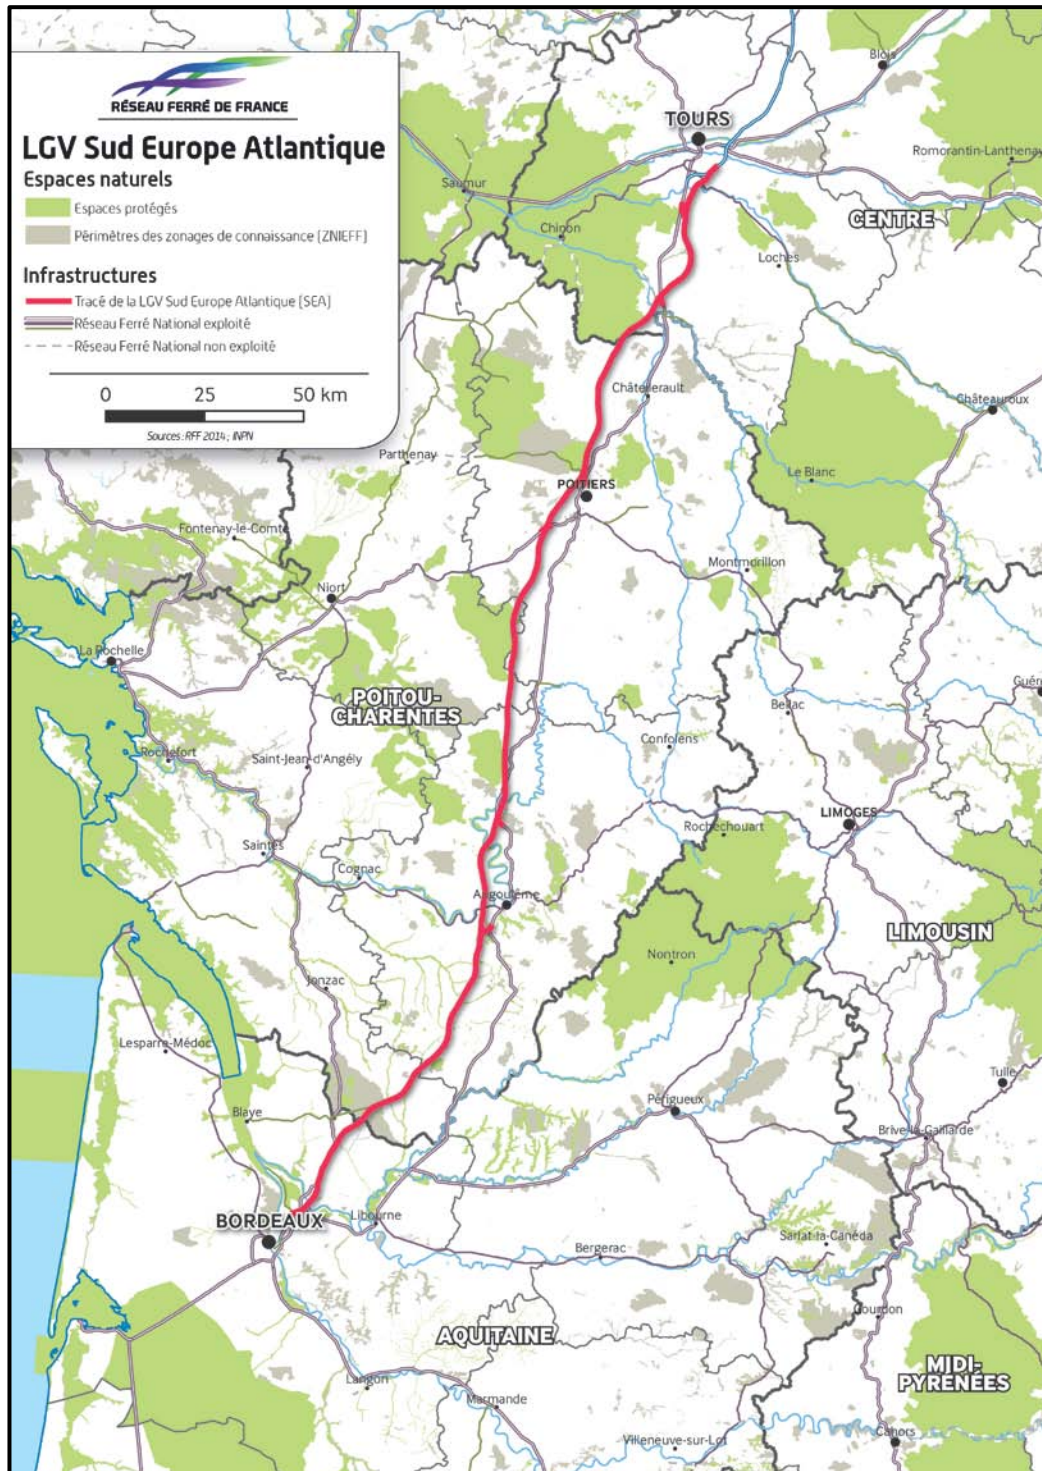 RÉSEAU FERRÉ DE FRANCE
LGV Sud Europe Atlantique
Espaces naturels
Espaces protégés
Périmètres des zonages de connaissance (ZNIEFF)
Infrastructures
Tracé de la LGV Sud Europe Atlantique (SEA)
Réseau Ferré National exploité
Réseau Ferré National non exploité
0 25 50 km
Sources : RFF 2014 ; INPN
Blois
TOURS
Romorantin-Lanthenay
Saumur
CENTRE
Chinon
Loches
Châtellerault
Châteauroux
Parthenay
Le Blanc
POITIERS
Fontenay-le-Comte
Montmorillon
Niort
La Rochelle
Guér
POITOU-
CHARENTES
Bellac
Confolens
Rochefort
Saint-Jean-d'Angély
LIMOGES
Rochechouart
Saintes
Cognac
Angoulême
LIMOUSIN
Nontron
Jonzac
Lesparre-Médoc
Tulle
Périgueux
Blaye
Brive-la-Gaillarde
BORDEAUX
Libourne
Sarlat-la-Canéda
Bergerac
Gourdon
AQUITAINE
MIDI-
PYRÉNÉES
Langon
Marmande
Villeneuve-sur-Lot
Cahors